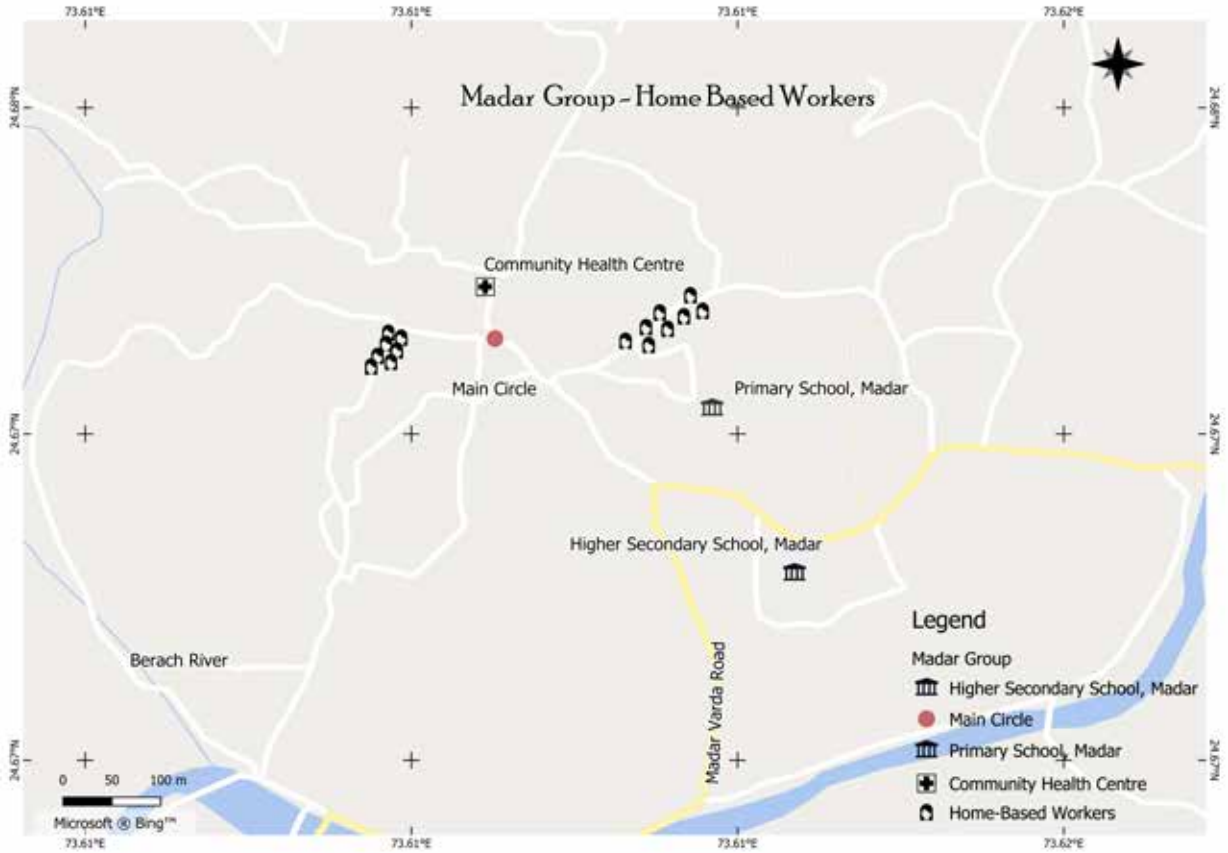 73.61°E 73.61°E 73.61°E 73.62°E
Madar Group - Home Based Workers
24.68°N 24.68°N
Community Health Centre
Main Circle
Primary School, Madar
24.67°N 24.67°N
Higher Secondary School, Madar
Berach River
Madar Varda Road
Legend
Madar Group
Higher Secondary School, Madar
Main Circle
Primary School, Madar
Community Health Centre
Home-Based Workers
24.67°N 24.67°N
0 50 100 m
Microsoft ® Bing™
73.61°E 73.61°E 73.61°E 73.62°E